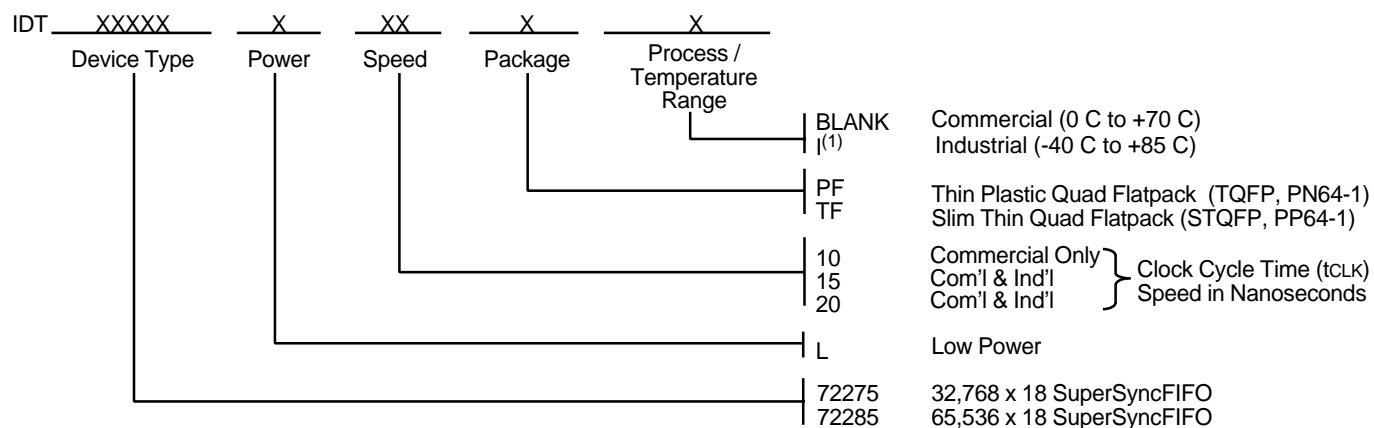 IDT XXXXX X XX X X
Device Type Power Speed Package Process /
Temperature
Range
BLANK Commercial (0 C to +70 C)
I(1) Industrial (-40 C to +85 C)
PF Thin Plastic Quad Flatpack (TQFP, PN64-1)
TF Slim Thin Quad Flatpack (STQFP, PP64-1)
10 Commercial Only
15 Com'l & Ind'l
20 Com'l & Ind'l
Clock Cycle Time (tCLK)
Speed in Nanoseconds
L Low Power
72275 32,768 x 18 SuperSyncFIFO
72285 65,536 x 18 SuperSyncFIFO